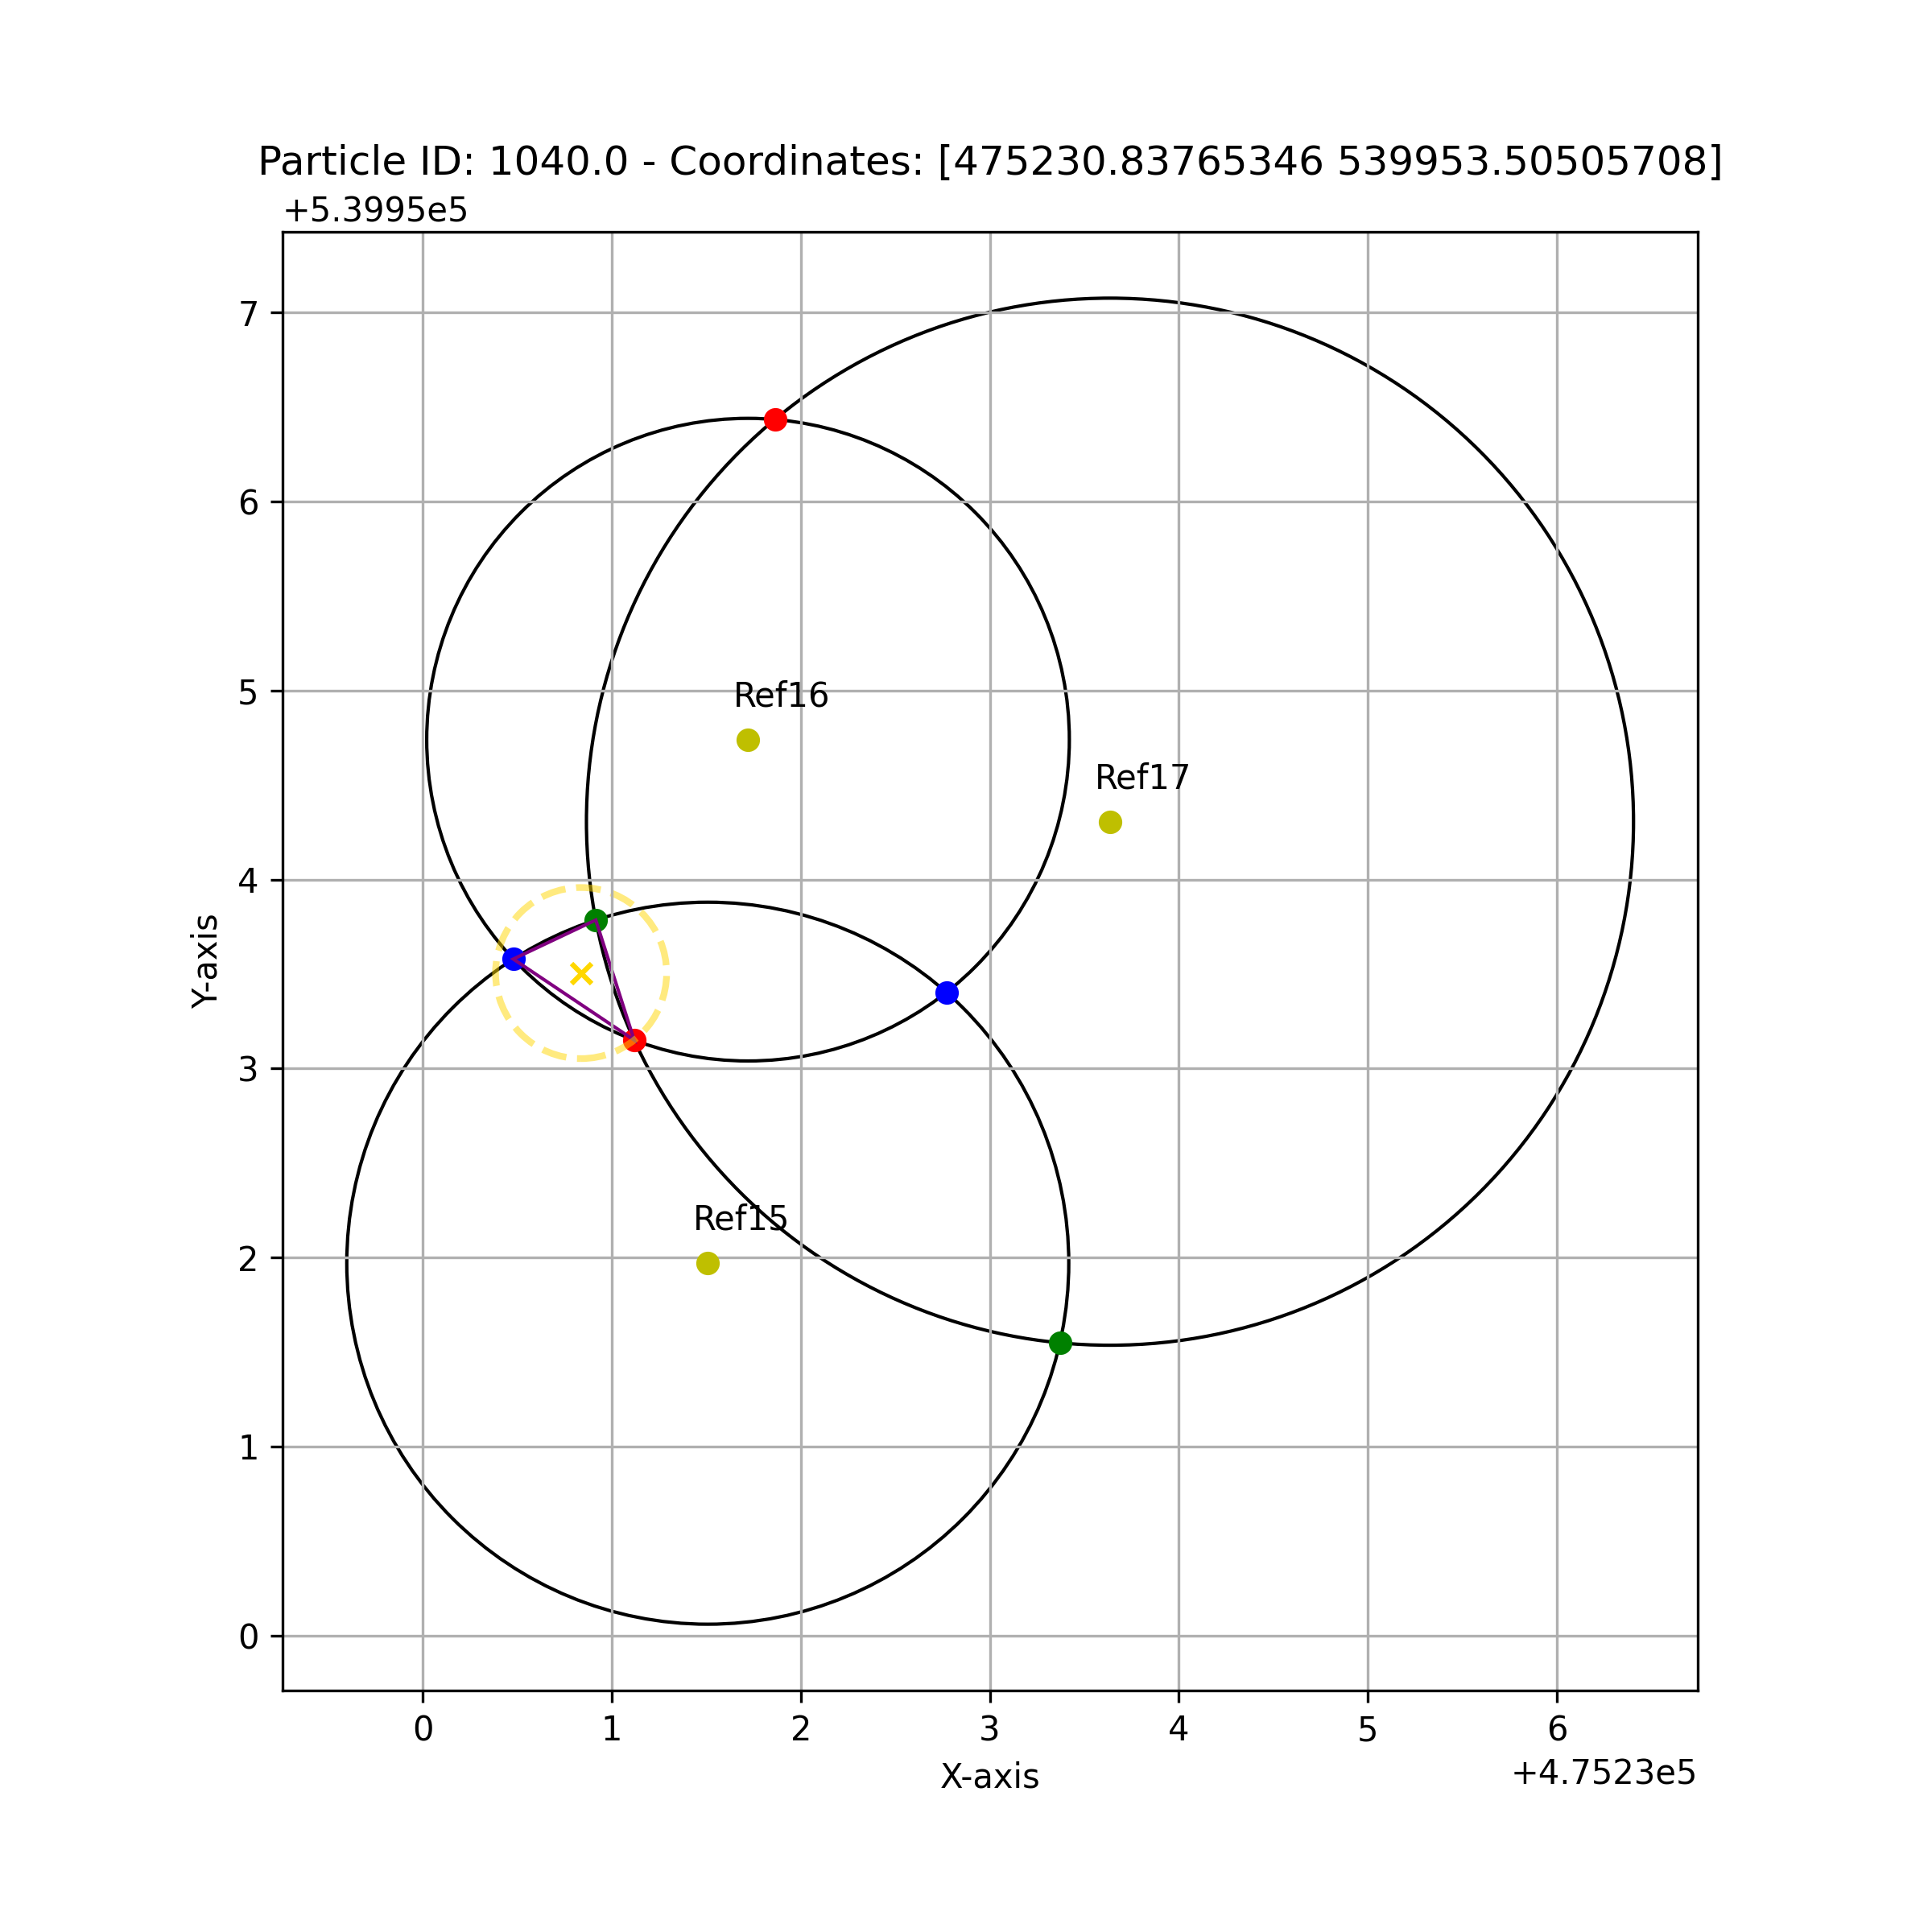 Particle ID: 1040.0 - Coordinates: [475230.83765346 539953.50505708]
+5.3995e5
7
6
Ref16
5
Ref17
4
Y-axis
3
Ref15
2
1
0
0 1 2 3 4 5 6
X-axis
+4.7523e5